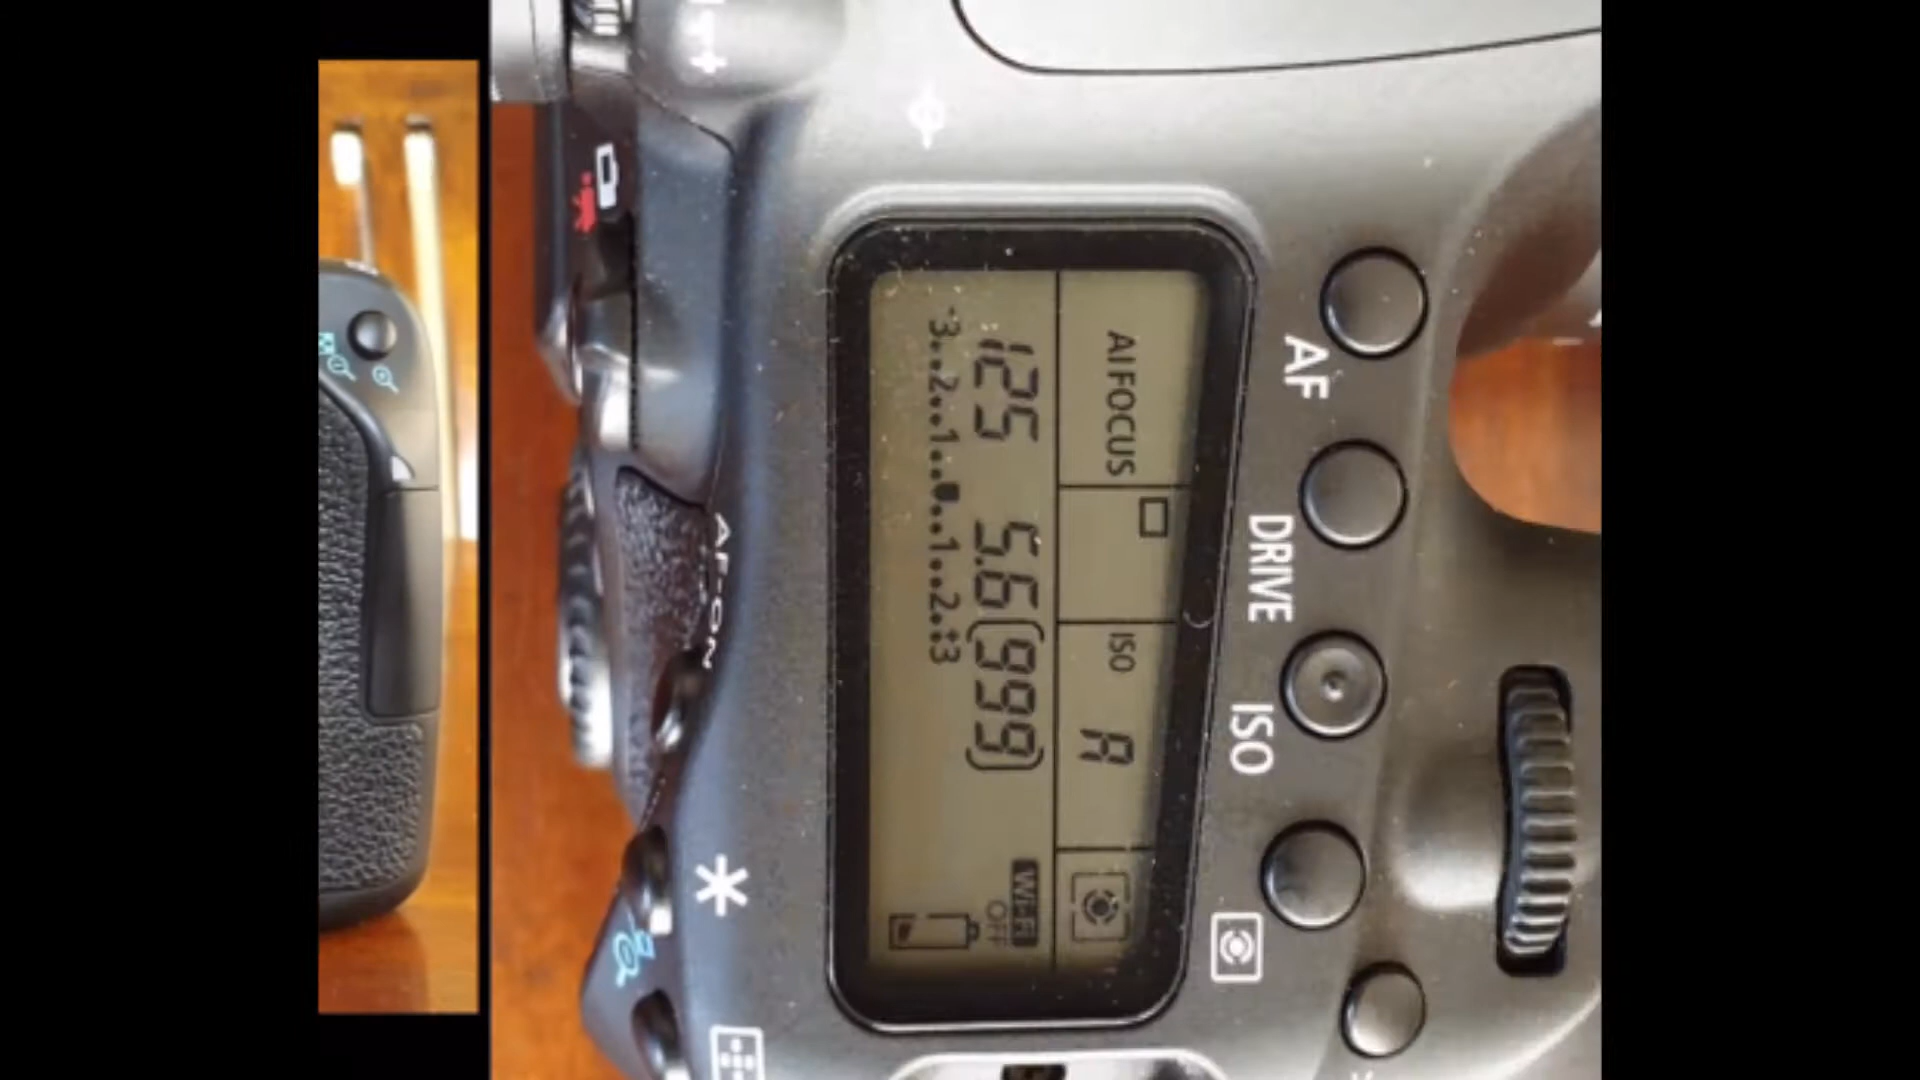 AF
DRIVE
ISO
AI FOCUS
ISO
A
125
5.6
(999)
-3..2..1..0..1..2..+3
Wi-Fi
OFF
AF-ON